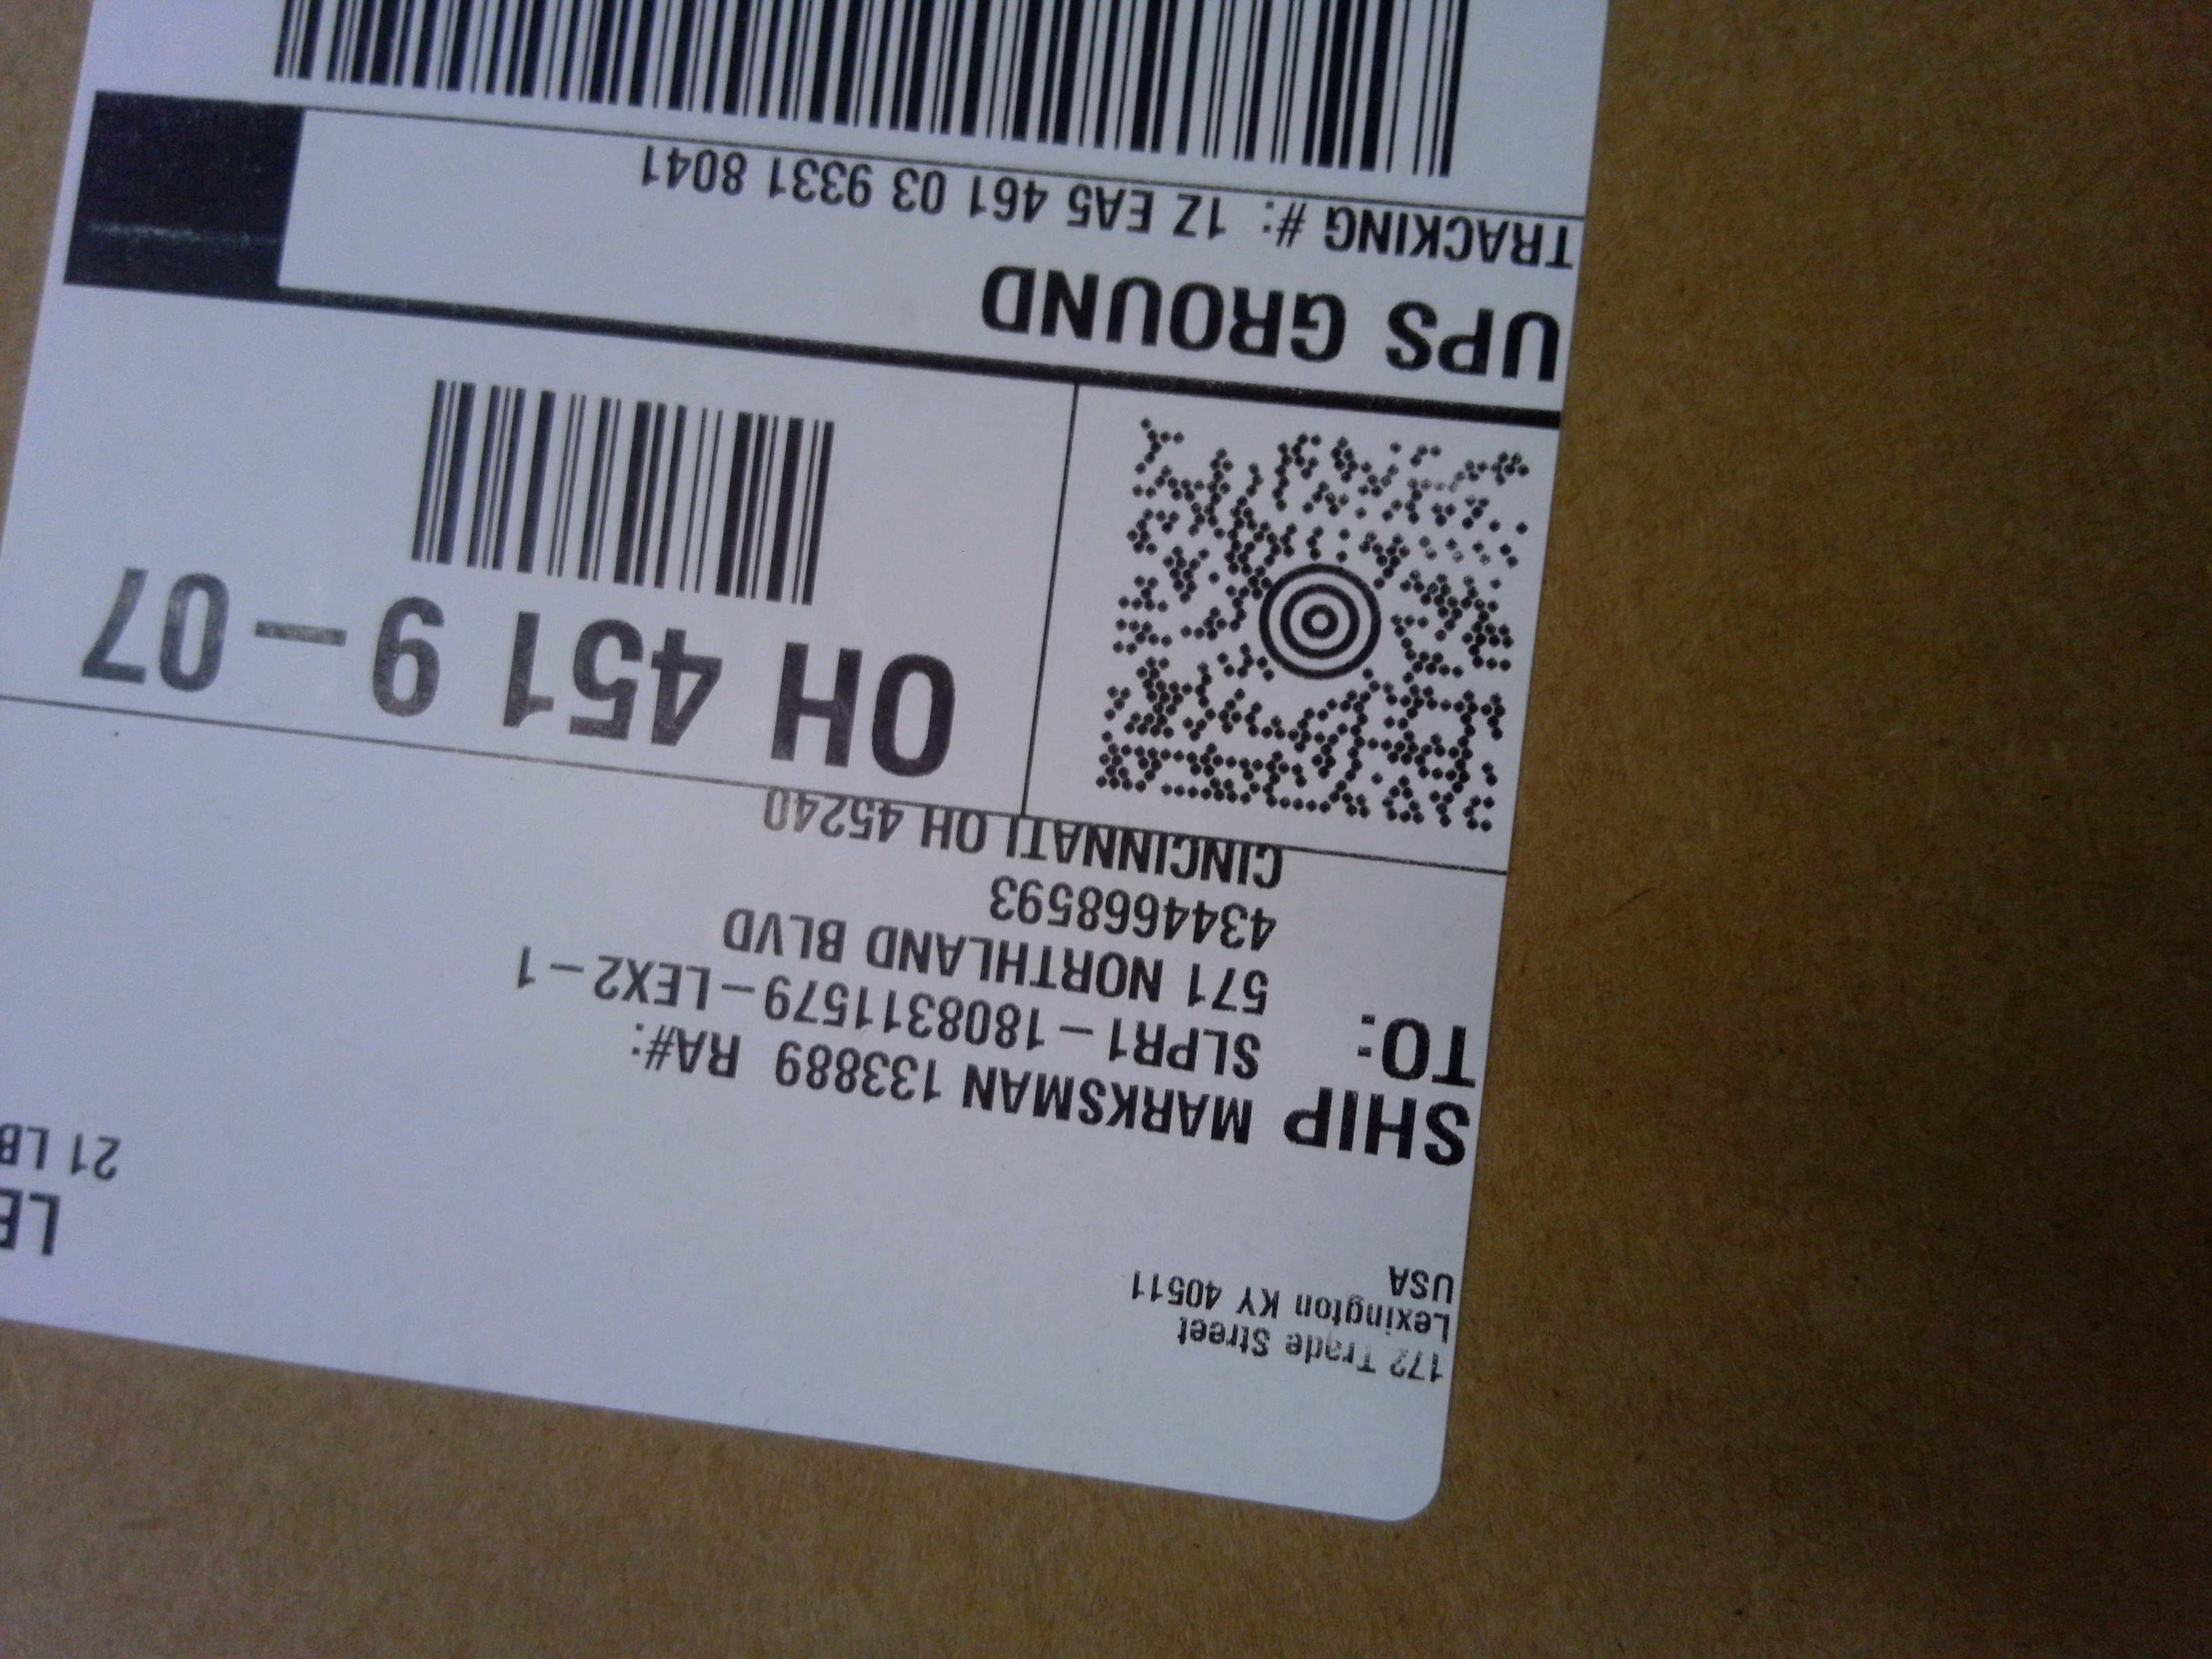 172 Trade Street
Lexington KY 40511
USA
21 LB
SHIP TO:
MARKSMAN 133889 RA#:
SLPR1-1808311579-LEX2-1
571 NORTHLAND BLVD
4344668593
CINCINNATI OH 45240
OH 451 9-07
UPS GROUND
TRACKING #: 1Z EA5 461 03 9331 8041